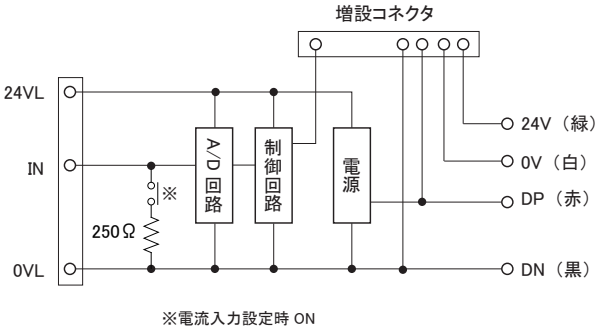 増設コネクタ
24VL
IN
0VL
A/D回路
制御回路
電源
※
250Ω
24V（緑）
0V（白）
DP（赤）
DN（黒）
※電流入力設定時 ON